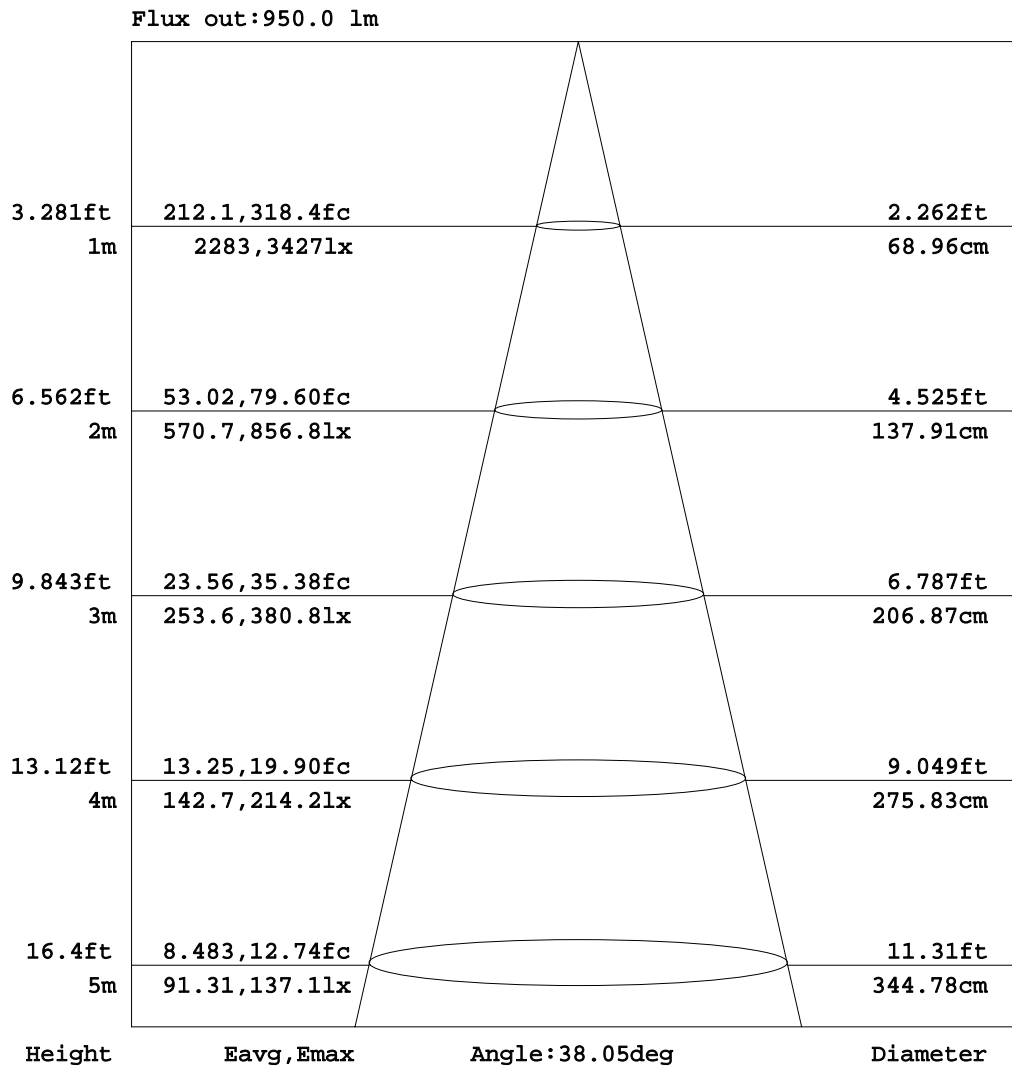 Flux out:950.0 lm
3.281ft 212.1,318.4fc 2.262ft
1m 2283,3427lx 68.96cm
6.562ft 53.02,79.60fc 4.525ft
2m 570.7,856.8lx 137.91cm
9.843ft 23.56,35.38fc 6.787ft
3m 253.6,380.8lx 206.87cm
13.12ft 13.25,19.90fc 9.049ft
4m 142.7,214.2lx 275.83cm
16.4ft 8.483,12.74fc 11.31ft
5m 91.31,137.1lx 344.78cm
Height Eavg,Emax Angle:38.05deg Diameter